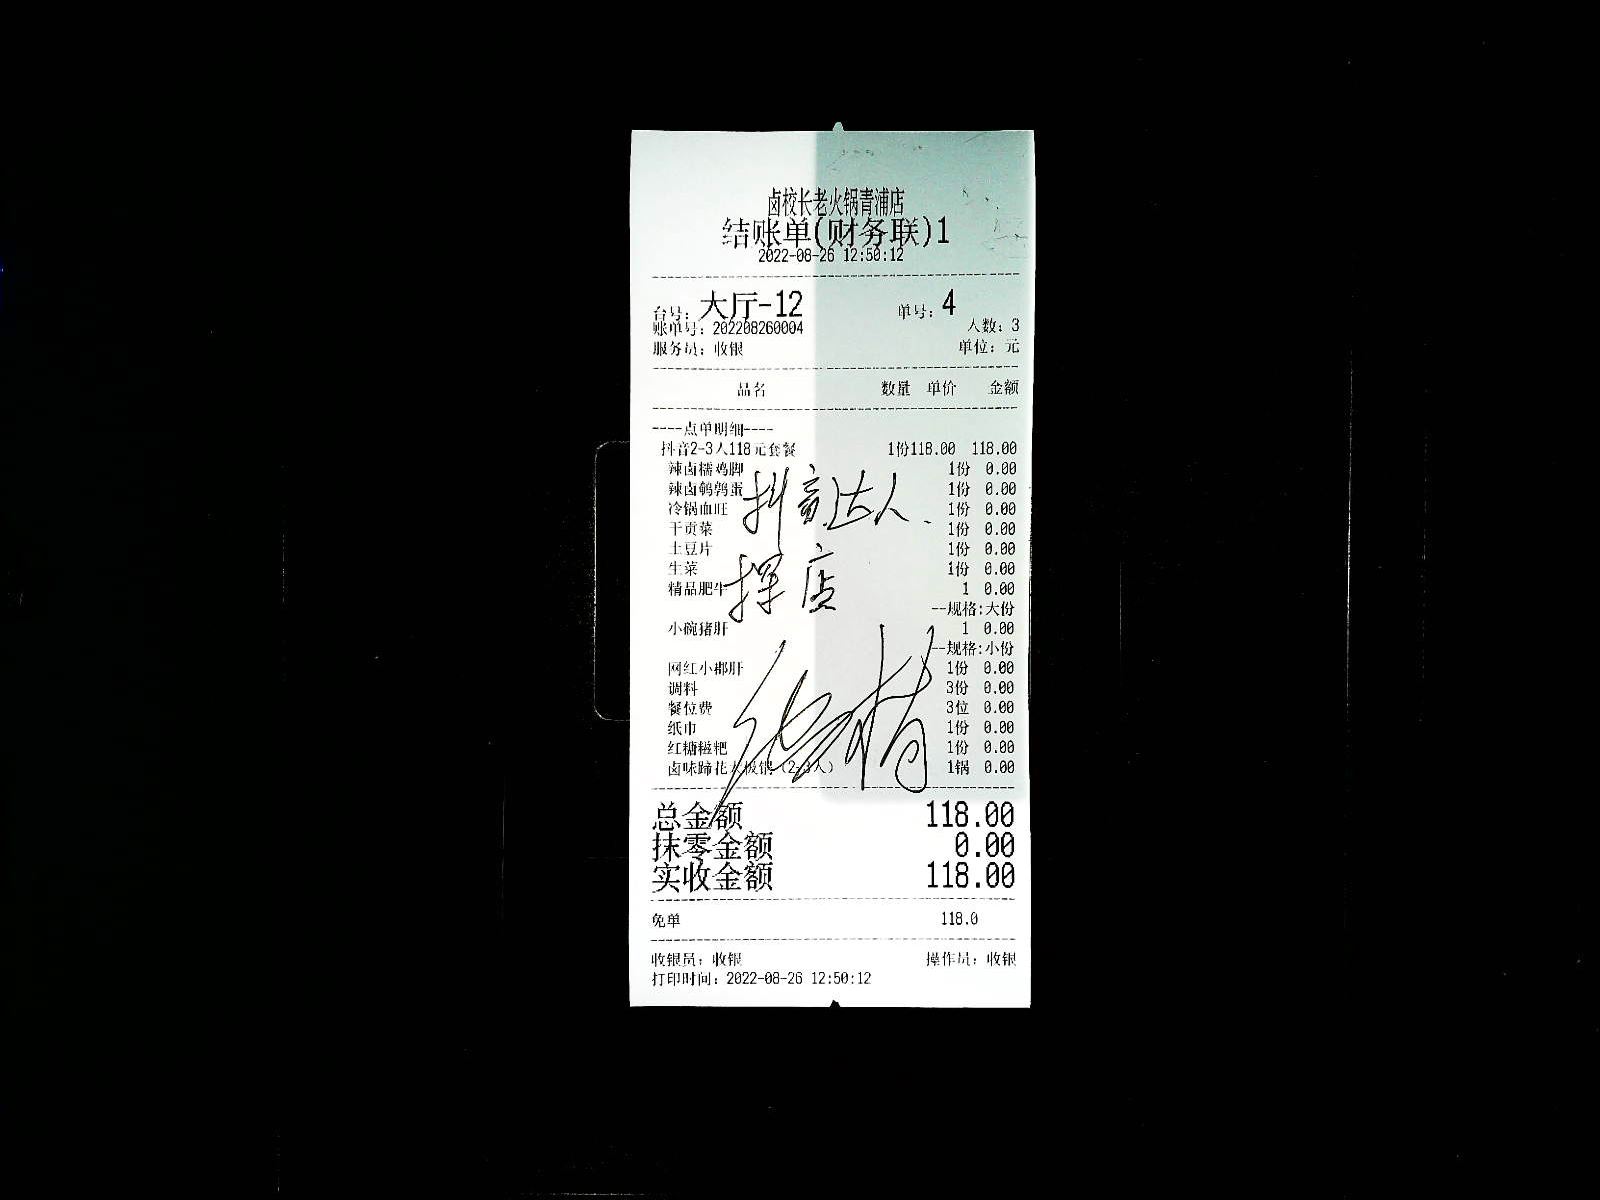 卤校长老火锅青浦店
结账单(财务联)1
2022-08-26 12:50:12
台号：大厅-12 单号：4
账单号：202208260004 人数：3
服务员：收银 单位：元
品名 数量 单价 金额
----点单明细----
抖音2-3人118元套餐 1份118.00 118.00
辣卤糯鸡脚 1份 0.00
辣卤鹌鹑蛋 1份 0.00
冷锅血旺 1份 0.00
抖音达人
干贡菜 1份 0.00
土豆片 1份 0.00
生菜 1份 0.00
精品肥牛 1 0.00
探店
--规格:大份
小碗猪肝 1 0.00
--规格:小份
网红小郡肝 1份 0.00
调料 3份 0.00
餐位费 3位 0.00
纸巾 1份 0.00
红糖糍粑 1份 0.00
卤味蹄花太极锅（2-3人） 1锅 0.00
总金额 118.00
抹零金额 0.00
实收金额 118.00
免单 118.0
收银员：收银 操作员：收银
打印时间：2022-08-26 12:50:12